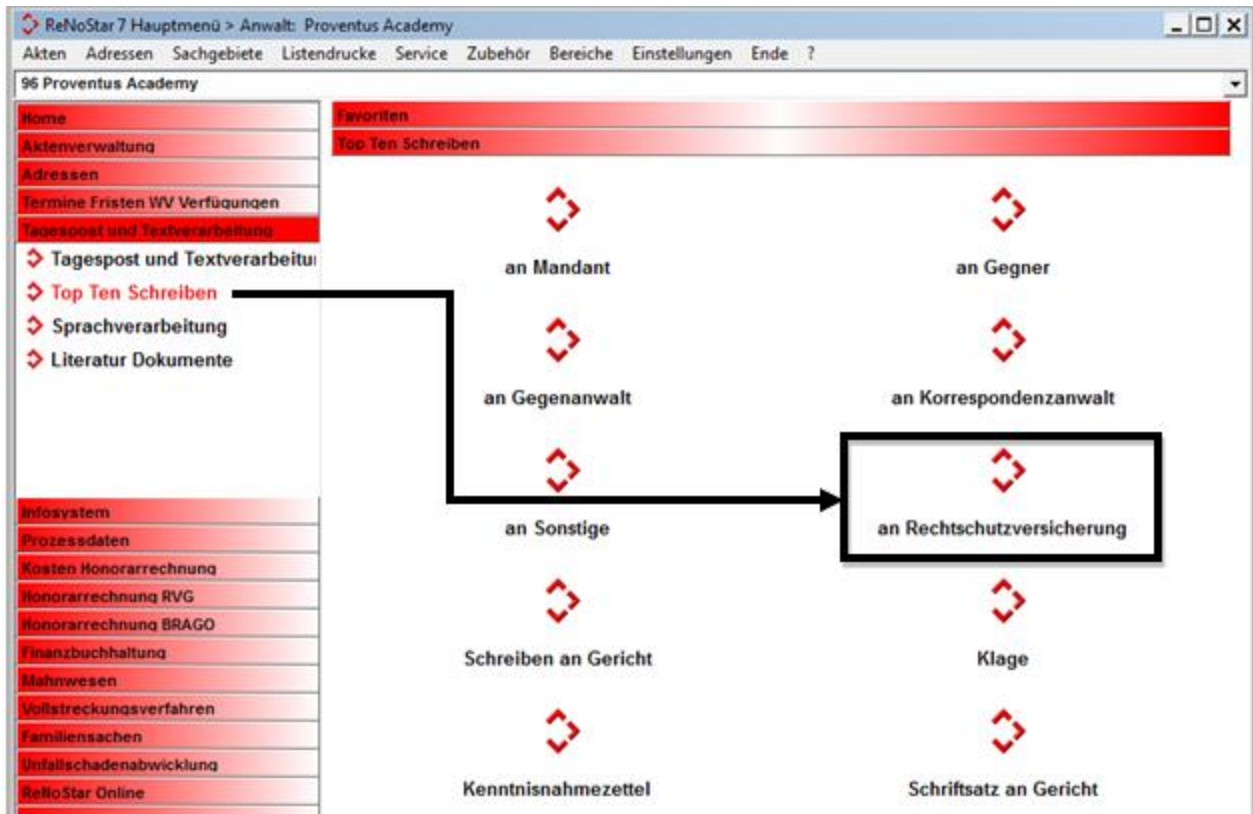 ReNoStar 7 Hauptmenü > Anwalt: Proventus Academy
Akten Adressen Sachgebiete Listendrucke Service Zubehör Bereiche Einstellungen Ende ?
96 Proventus Academy
Home
Aktenverwaltung
Adressen
Termine Fristen WV Verfügungen
Tagespost und Textverarbeitung
Tagespost und Textverarbeitu
Top Ten Schreiben
Sprachverarbeitung
Literatur Dokumente
Infosystem
Prozessdaten
Kosten Honorarrechnung
Honorarrechnung RVG
Honorarrechnung BRAGO
Finanzbuchhaltung
Mahnwesen
Vollstreckungsverfahren
Familiensachen
Unfallschadenabwicklung
ReNoStar Online
Favoriten
Top Ten Schreiben
an Mandant
an Gegner
an Gegenanwalt
an Korrespondenzanwalt
an Sonstige
an Rechtschutzversicherung
Schreiben an Gericht
Klage
Kenntnisnahmezettel
Schriftsatz an Gericht